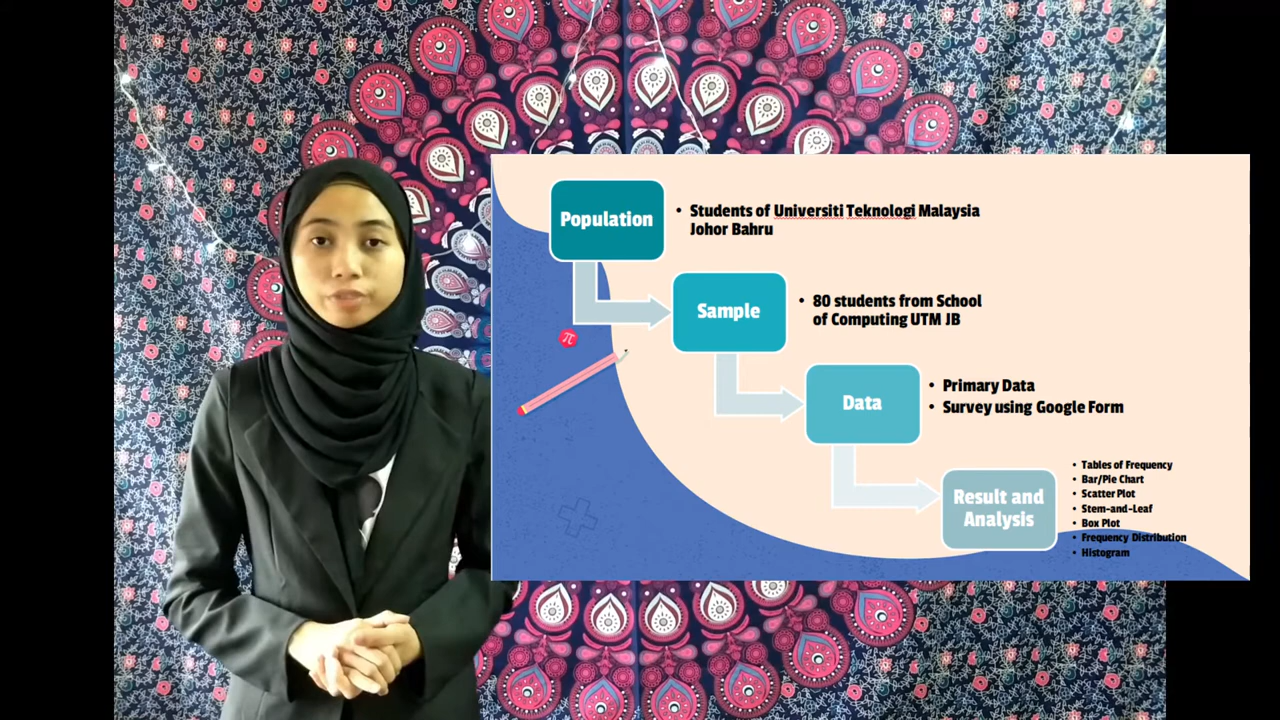 Population
• Students of Universiti Teknologi Malaysia
Johor Bahru
Sample
• 80 students from School
of Computing UTM JB
Data
• Primary Data
• Survey using Google Form
Result and
Analysis
• Tables of Frequency
• Bar/Pie Chart
• Scatter Plot
• Stem-and-Leaf
• Box Plot
• Frequency Distribution
• Histogram
π